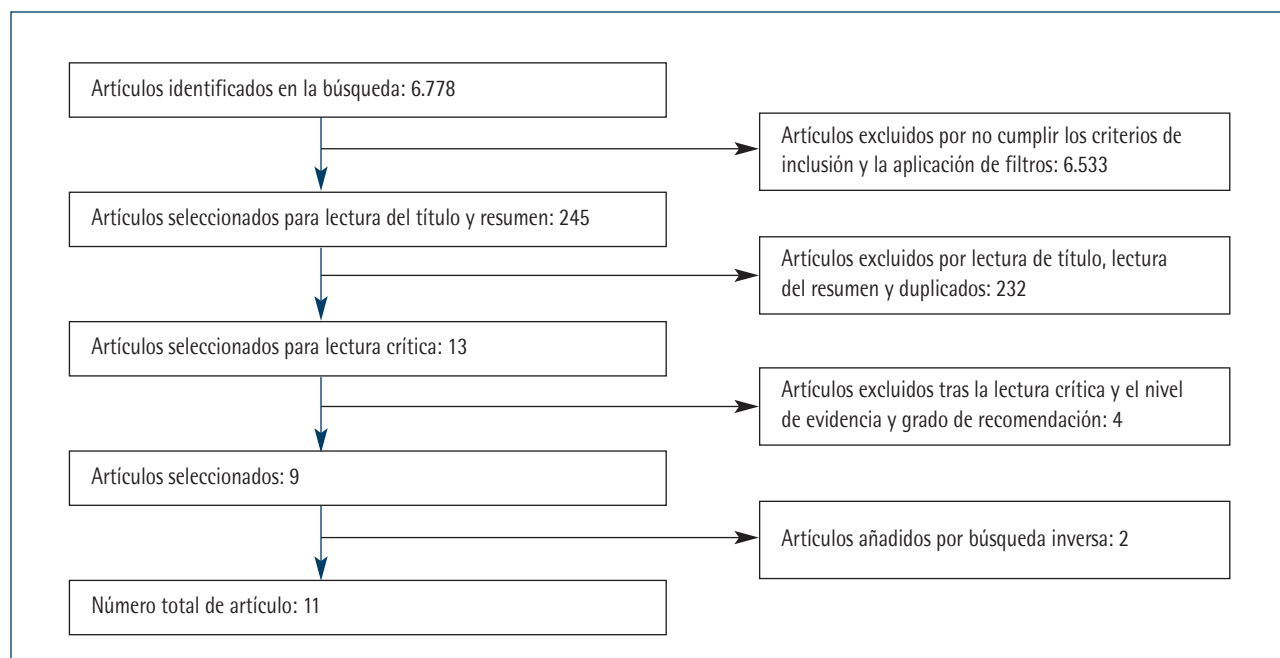 Artículos identificados en la búsqueda: 6.778
Artículos excluidos por no cumplir los criterios de
inclusión y la aplicación de filtros: 6.533
Artículos seleccionados para lectura del título y resumen: 245
Artículos excluidos por lectura de título, lectura
del resumen y duplicados: 232
Artículos seleccionados para lectura crítica: 13
Artículos excluidos tras la lectura crítica y el nivel
de evidencia y grado de recomendación: 4
Artículos seleccionados: 9
Artículos añadidos por búsqueda inversa: 2
Número total de artículo: 11